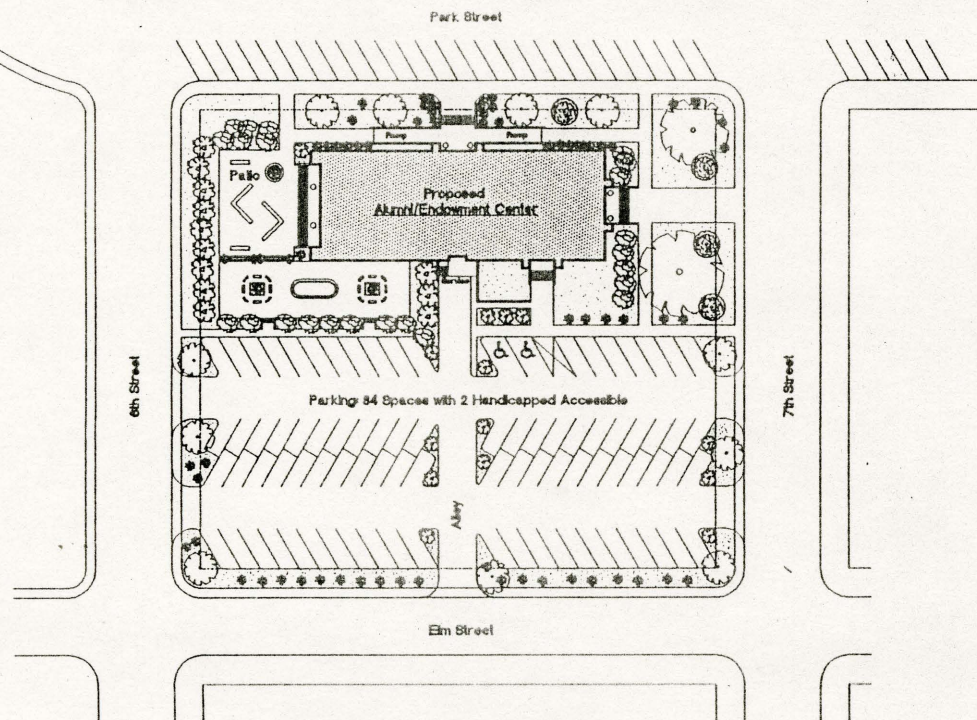 Park Street
Ramp
Ramp
Patio
Proposed
Alumni/Endowment Center
6th Street
7th Street
Parking: 84 Spaces with 2 Handicapped Accessible
Alley
Elm Street